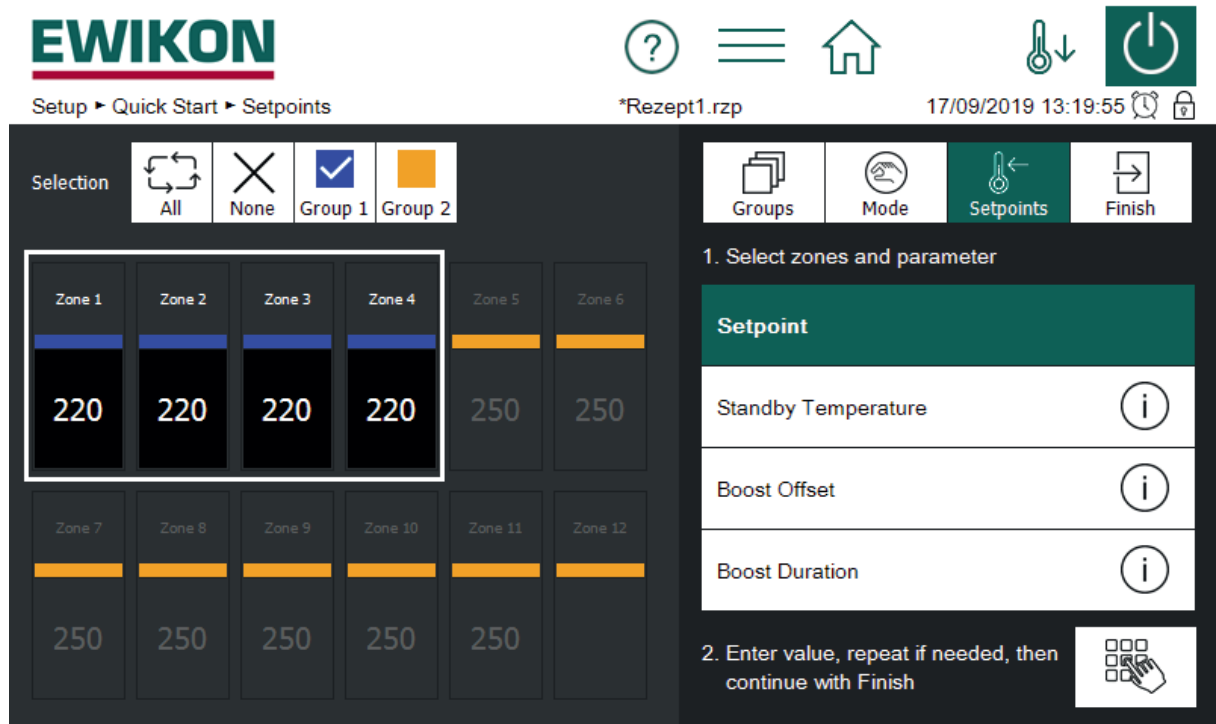 EWIKON
?
Setup ► Quick Start ► Setpoints
*Rezept1.rzp
17/09/2019 13:19:55
Selection
All
None
Group 1
Group 2
Zone 1 Zone 2 Zone 3 Zone 4 Zone 5 Zone 6
220 220 220 220 250 250
Zone 7 Zone 8 Zone 9 Zone 10 Zone 11 Zone 12
250 250 250 250 250
Groups
Mode
Setpoints
Finish
1. Select zones and parameter
Setpoint
Standby Temperature i
Boost Offset i
Boost Duration i
2. Enter value, repeat if needed, then
continue with Finish